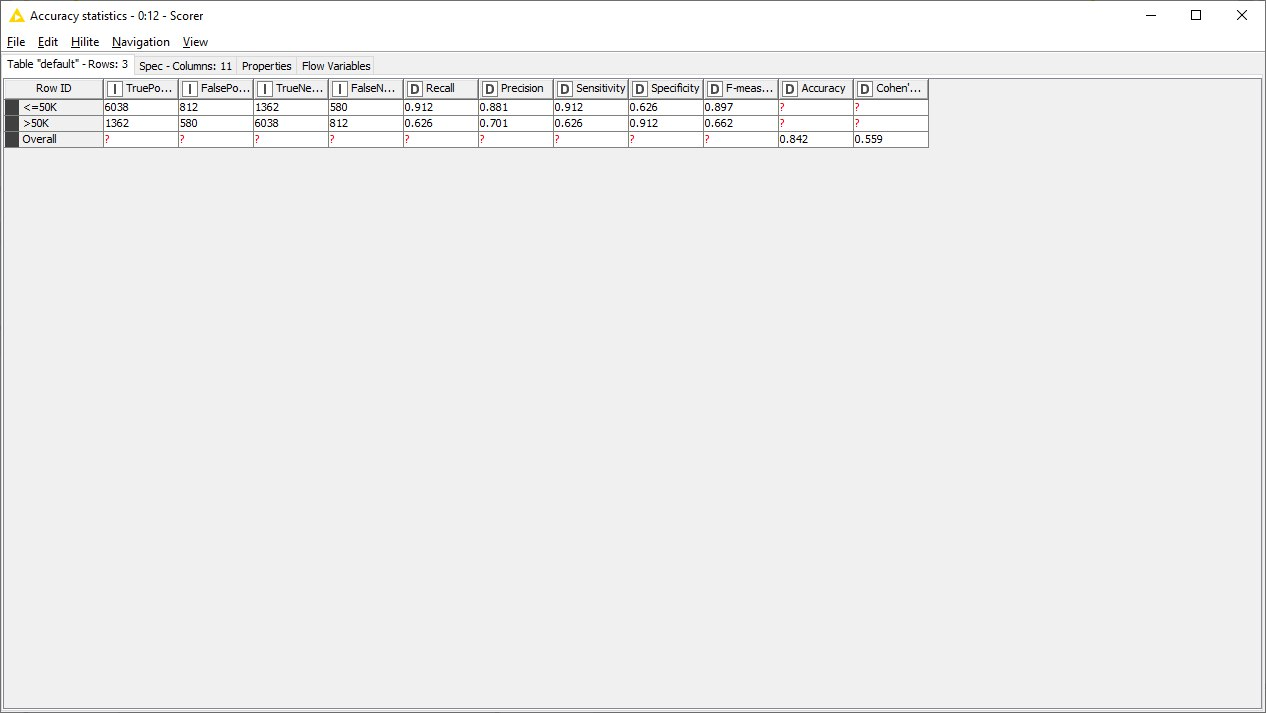 Accuracy statistics - 0:12 - Scorer
File Edit Hilite Navigation View
Table "default" - Rows: 3 Spec - Columns: 11 Properties Flow Variables
Row ID I TruePo... I FalsePo... I TrueNe... I FalseN... D Recall D Precision D Sensitivity D Specificity D F-meas... D Accuracy D Cohen'...
<=50K 6038 812 1362 580 0.912 0.881 0.912 0.626 0.897 ? ?
>50K 1362 580 6038 812 0.626 0.701 0.626 0.912 0.662 ? ?
Overall ? ? ? ? ? ? ? ? ? 0.842 0.559